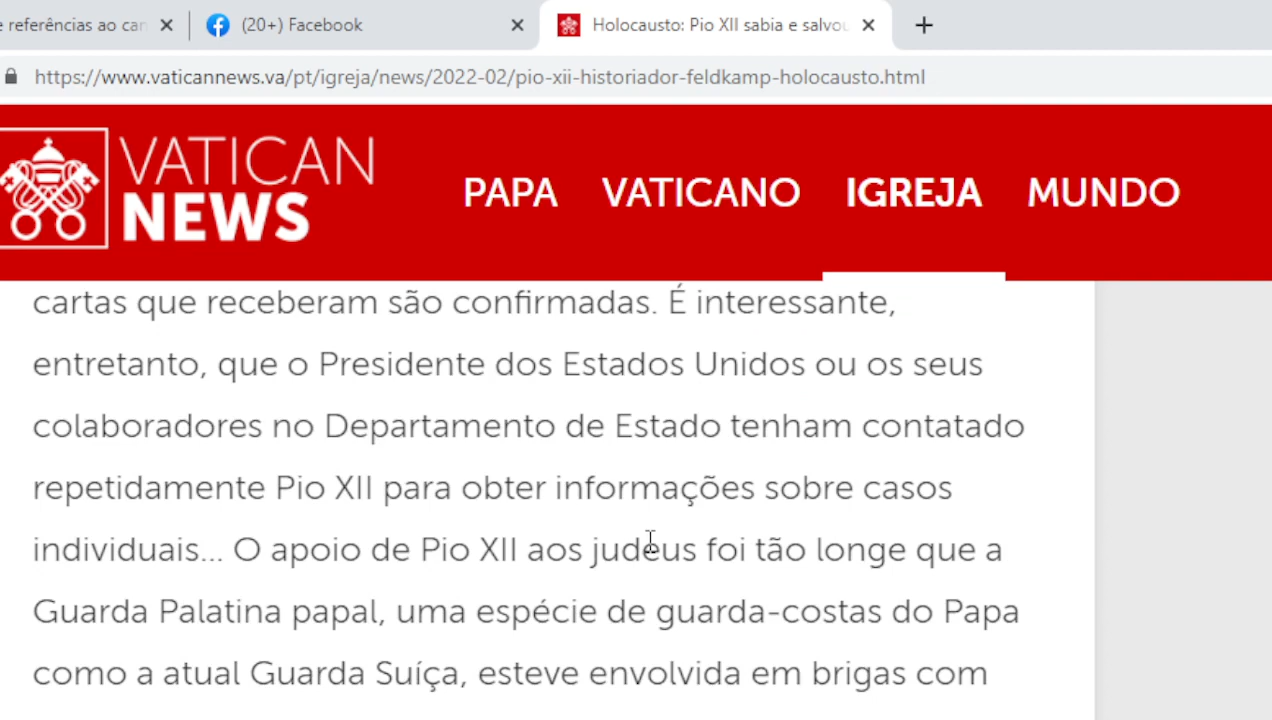 e referências ao can
(20+) Facebook
Holocausto: Pio XII sabia e salvou
https://www.vaticannews.va/pt/igreja/news/2022-02/pio-xii-historiador-feldkamp-holocausto.html
VATICAN
NEWS
PAPA VATICANO IGREJA MUNDO
cartas que receberam são confirmadas. É interessante,
entretanto, que o Presidente dos Estados Unidos ou os seus
colaboradores no Departamento de Estado tenham contatado
repetidamente Pio XII para obter informações sobre casos
individuais... O apoio de Pio XII aos judeus foi tão longe que a
Guarda Palatina papal, uma espécie de guarda-costas do Papa
como a atual Guarda Suíça, esteve envolvida em brigas com